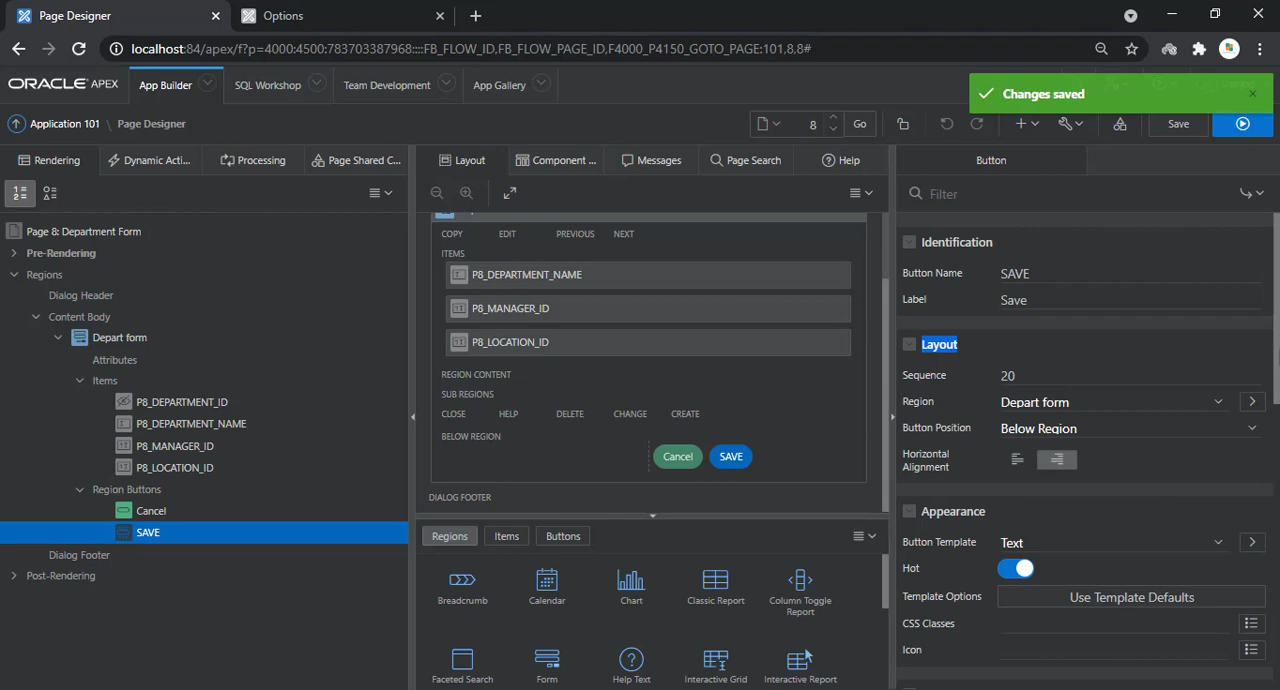 Page Designer
Options
localhost:84/apex/f?p=4000:4500:783703387968::::FB_FLOW_ID,FB_FLOW_PAGE_ID,F4000_P4150_GOTO_PAGE:101,8,8#
ORACLE APEX
App Builder
SQL Workshop
Team Development
App Gallery
Changes saved
Application 101
Page Designer
8
Go
Save
Rendering
Dynamic Acti...
Processing
Page Shared C...
Layout
Component ...
Messages
Page Search
Help
Button
Filter
Page 8: Department Form
Pre-Rendering
Regions
Dialog Header
Content Body
Depart form
Attributes
Items
P8_DEPARTMENT_ID
P8_DEPARTMENT_NAME
P8_MANAGER_ID
P8_LOCATION_ID
Region Buttons
Cancel
SAVE
Dialog Footer
Post-Rendering
COPY EDIT PREVIOUS NEXT
ITEMS
P8_DEPARTMENT_NAME
P8_MANAGER_ID
P8_LOCATION_ID
REGION CONTENT
SUB REGIONS
CLOSE HELP DELETE CHANGE CREATE
BELOW REGION
Cancel SAVE
DIALOG FOOTER
Regions Items Buttons
Breadcrumb
Calendar
Chart
Classic Report
Column Toggle
Report
Faceted Search
Form
Help Text
Interactive Grid
Interactive Report
Identification
Button Name SAVE
Label Save
Layout
Sequence 20
Region Depart form
Button Position Below Region
Horizontal
Alignment
Appearance
Button Template Text
Hot
Template Options Use Template Defaults
CSS Classes
Icon